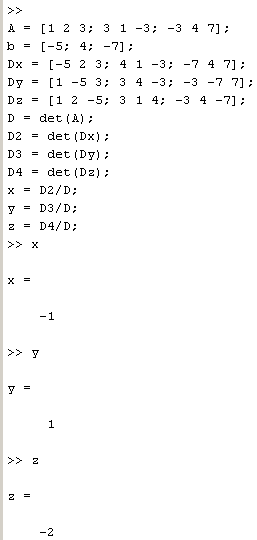 >>
A = [1 2 3; 3 1 -3; -3 4 7];
b = [-5; 4; -7];
Dx = [-5 2 3; 4 1 -3; -7 4 7];
Dy = [1 -5 3; 3 4 -3; -3 -7 7];
Dz = [1 2 -5; 3 1 4; -3 4 -7];
D = det(A);
D2 = det(Dx);
D3 = det(Dy);
D4 = det(Dz);
x = D2/D;
y = D3/D;
z = D4/D;
>> x
x =
-1
>> y
y =
1
>> z
z =
-2